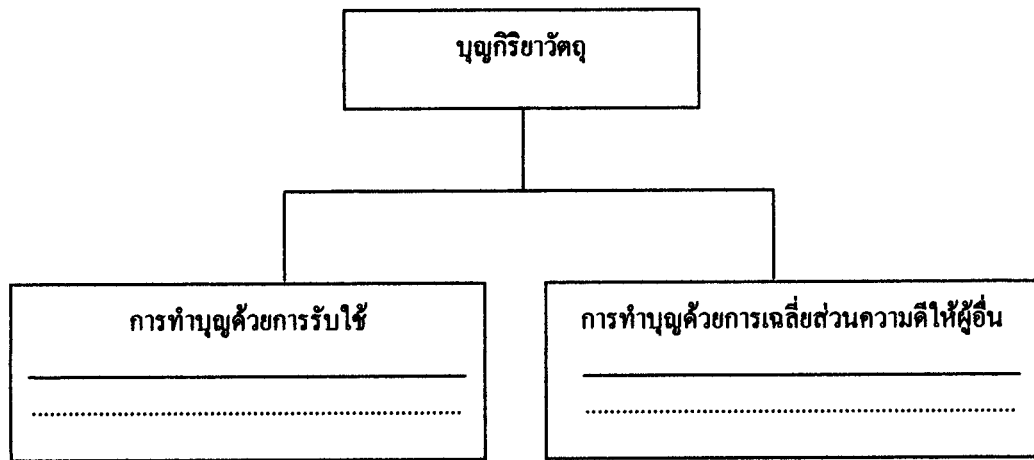 บุญกิริยาวัตถุ
การทำบุญด้วยการรับใช้
การทำบุญด้วยการเฉลี่ยส่วนความดีให้ผู้อื่น